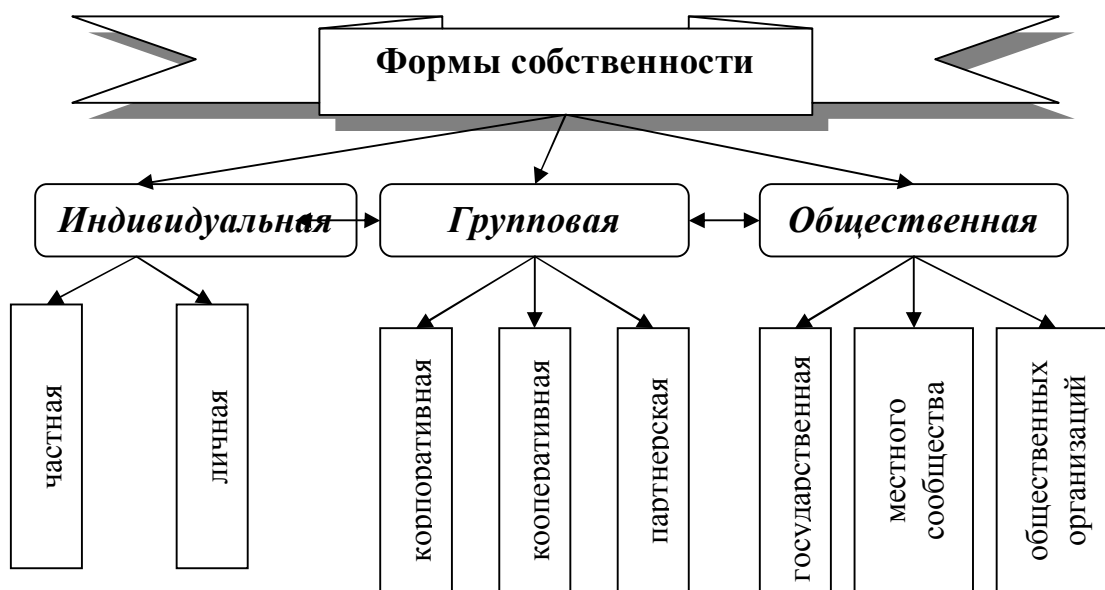 Формы собственности
Индивидуальная
Групповая
Общественная
частная
личная
корпоративная
кооперативная
партнерская
государственная
местного
сообщества
общественных
организаций